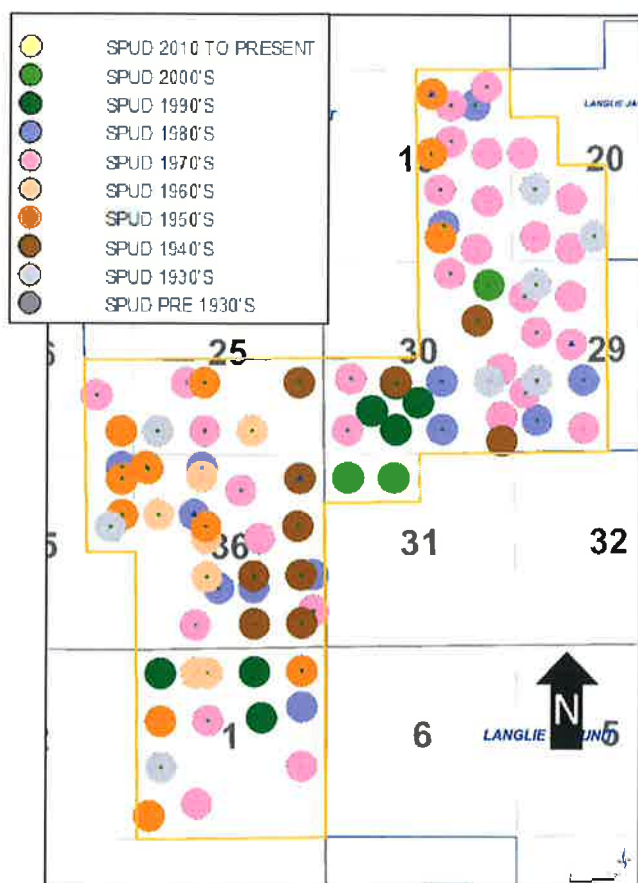 SPUD 2010 TO PRESENT
SPUD 2000'S
SPUD 1990'S
SPUD 1980'S
SPUD 1970'S
SPUD 1960'S
SPUD 1950'S
SPUD 1940'S
SPUD 1930'S
SPUD PRE 1930'S
LANGLIE JA
20
25
30
29
36
31
32
1
6
LANGLIE
5
N